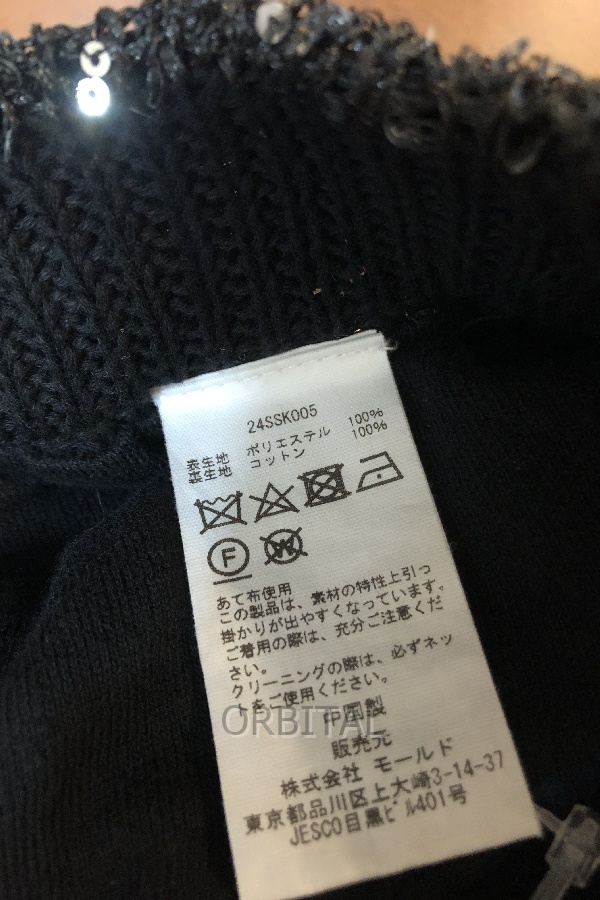 24SSK005
表生地 ポリエステル 100%
裏生地 コットン 100%
F W
あて布使用
この製品は、素材の特性上引っ
掛かりが出やすくなっています。
ご着用の際は、充分ご注意くだ
さい。
クリーニングの際は、必ずネッ
トをご使用ください。
ORBITAL
中国製
販売元
株式会社 モールド
東京都品川区上大崎3-14-37
JESCO目黒ビル401号